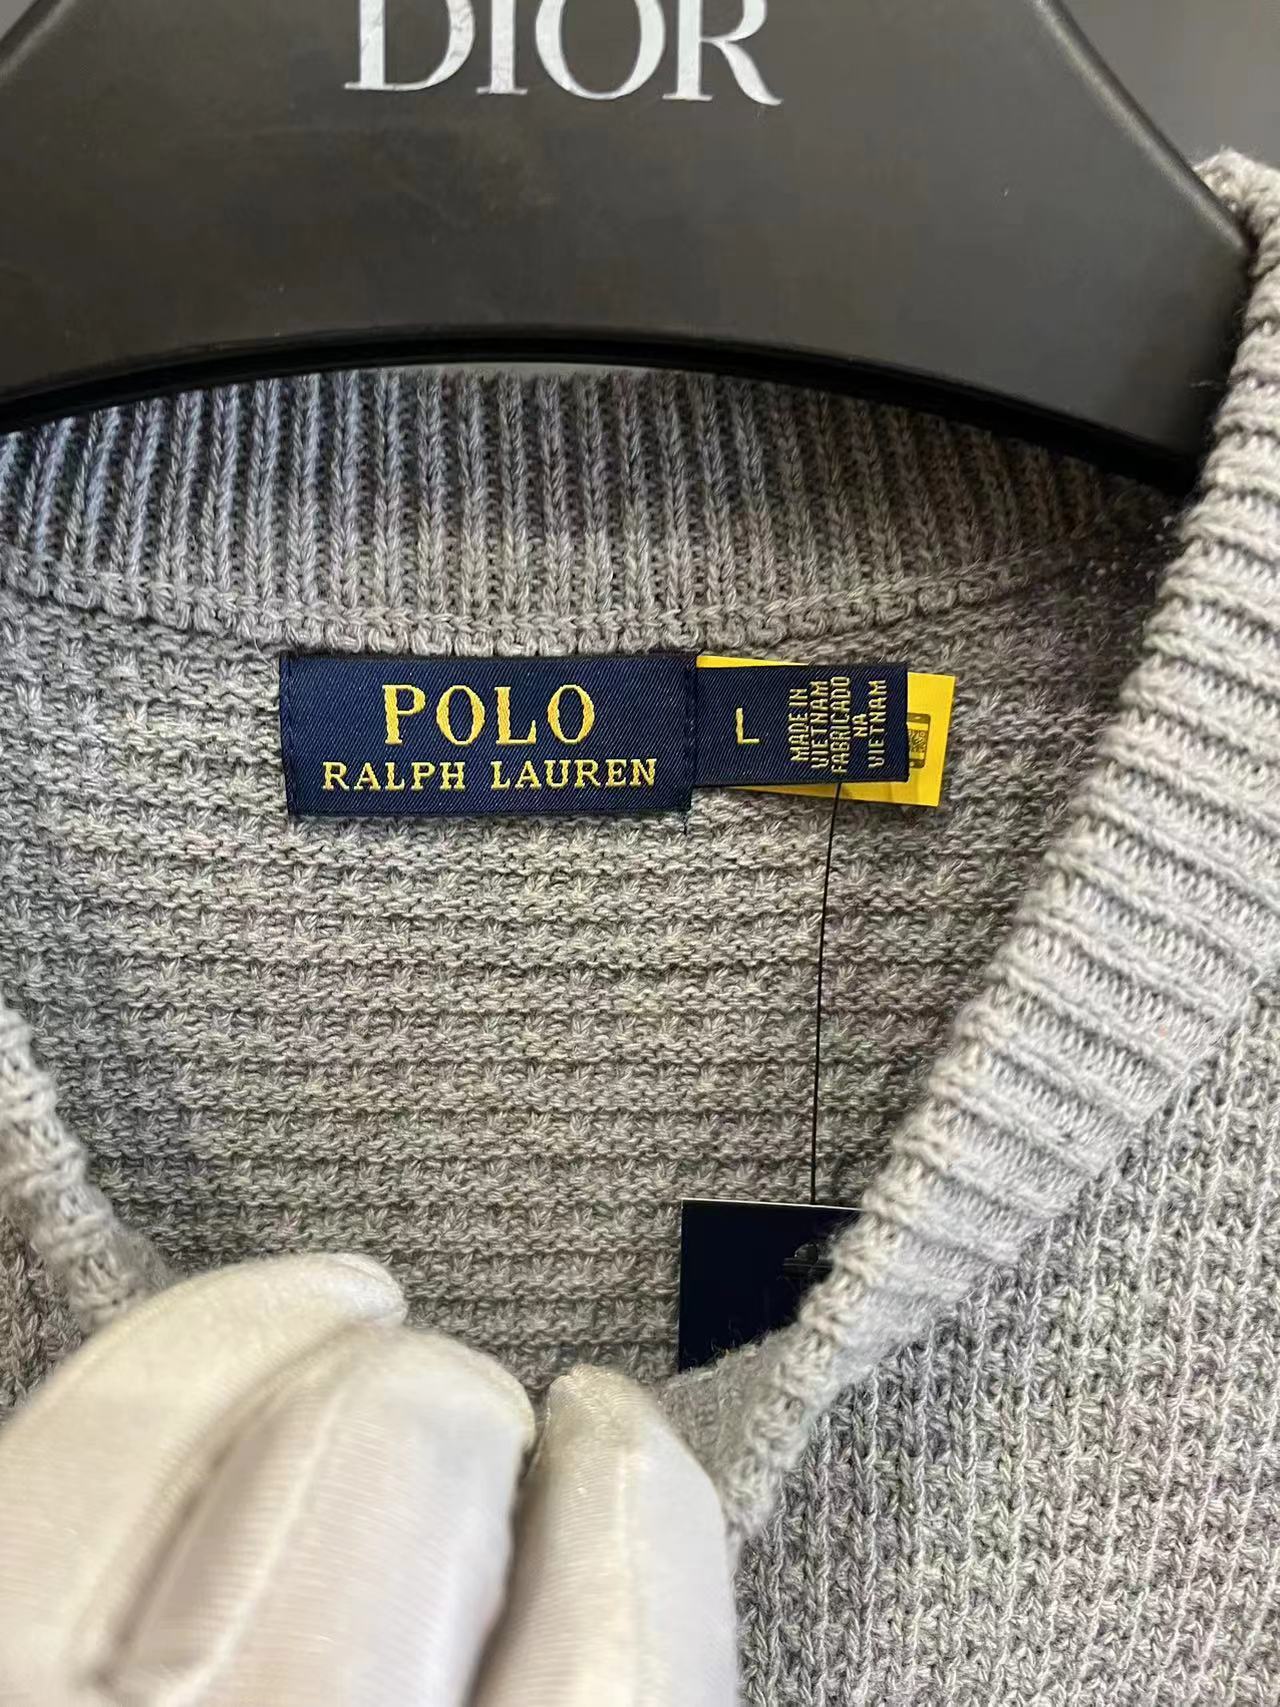 DIOR
POLO
RALPH LAUREN
L
MADE IN
VIETNAM
FABRICADO
NA
VIETNAM